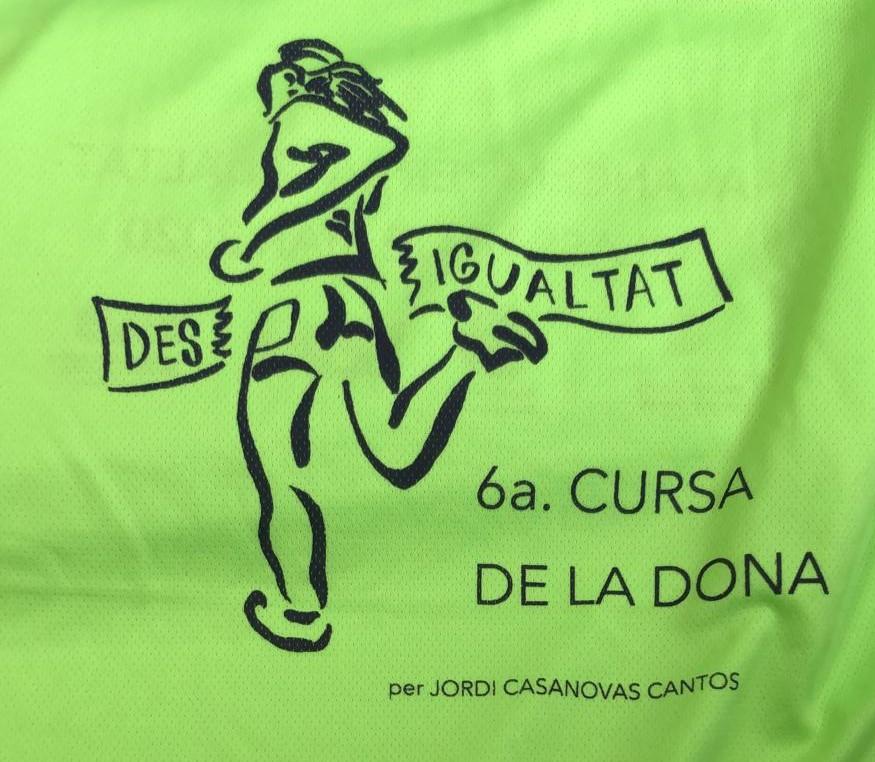 DES
IGUALTAT
6a. CURSA
DE LA DONA
per JORDI CASANOVAS CANTOS